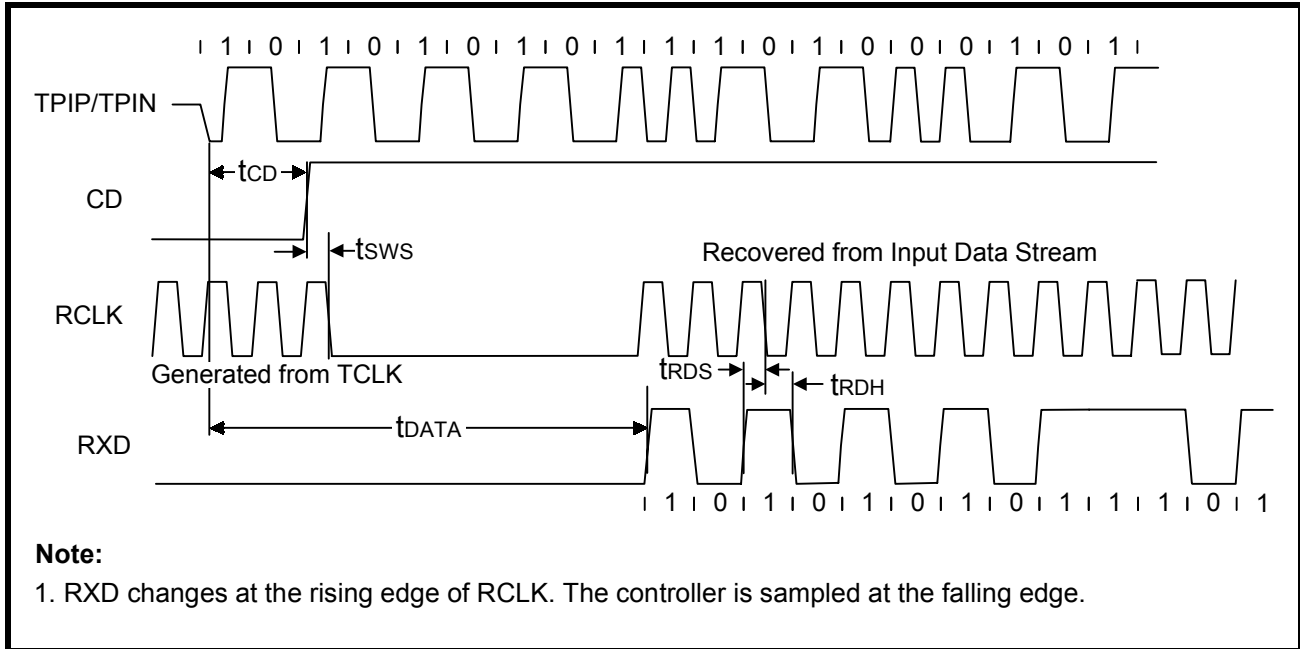 1 0 1 0 1 0 1 0 1 1 1 0 1 0 0 0 1 0 1
TPIP/TPIN
tCD
CD
tSWS
Recovered from Input Data Stream
RCLK
Generated from TCLK
tRDS
tRDH
tDATA
RXD
1 0 1 0 1 0 1 0 1 1 1 0 1
Note:
1. RXD changes at the rising edge of RCLK. The controller is sampled at the falling edge.